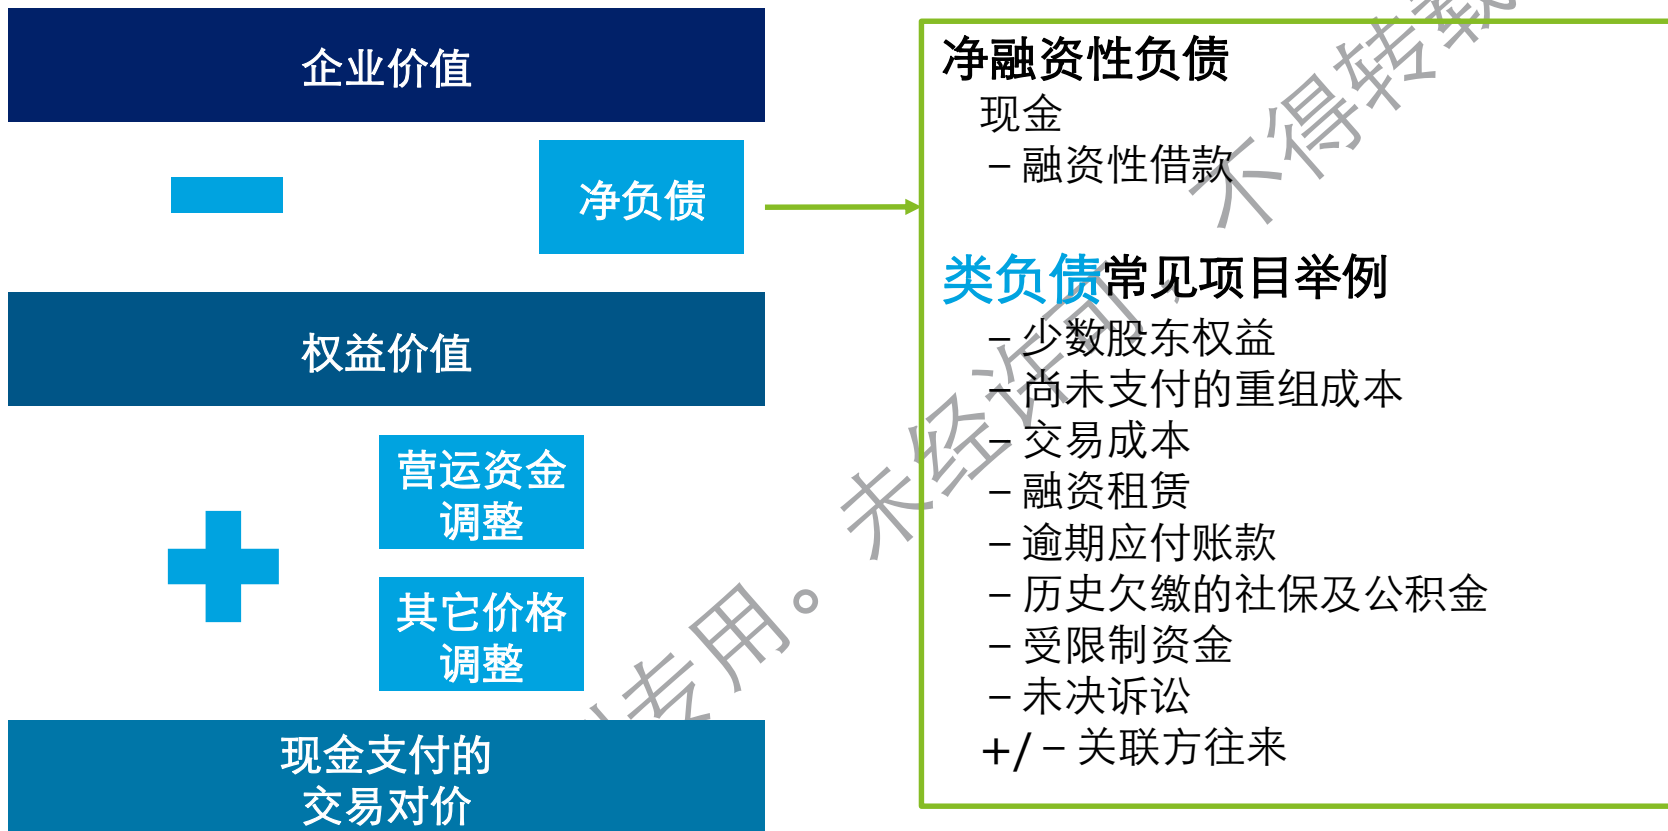 企业价值
净负债
权益价值
营运资金
调整
其它价格
调整
现金支付的
交易对价
净融资性负债
现金
– 融资性借款
类负债常见项目举例
– 少数股东权益
– 尚未支付的重组成本
– 交易成本
– 融资租赁
– 逾期应付账款
– 历史欠缴的社保及公积金
– 受限制资金
– 未决诉讼
+/ – 关联方往来
专用。未经许可，不得转载